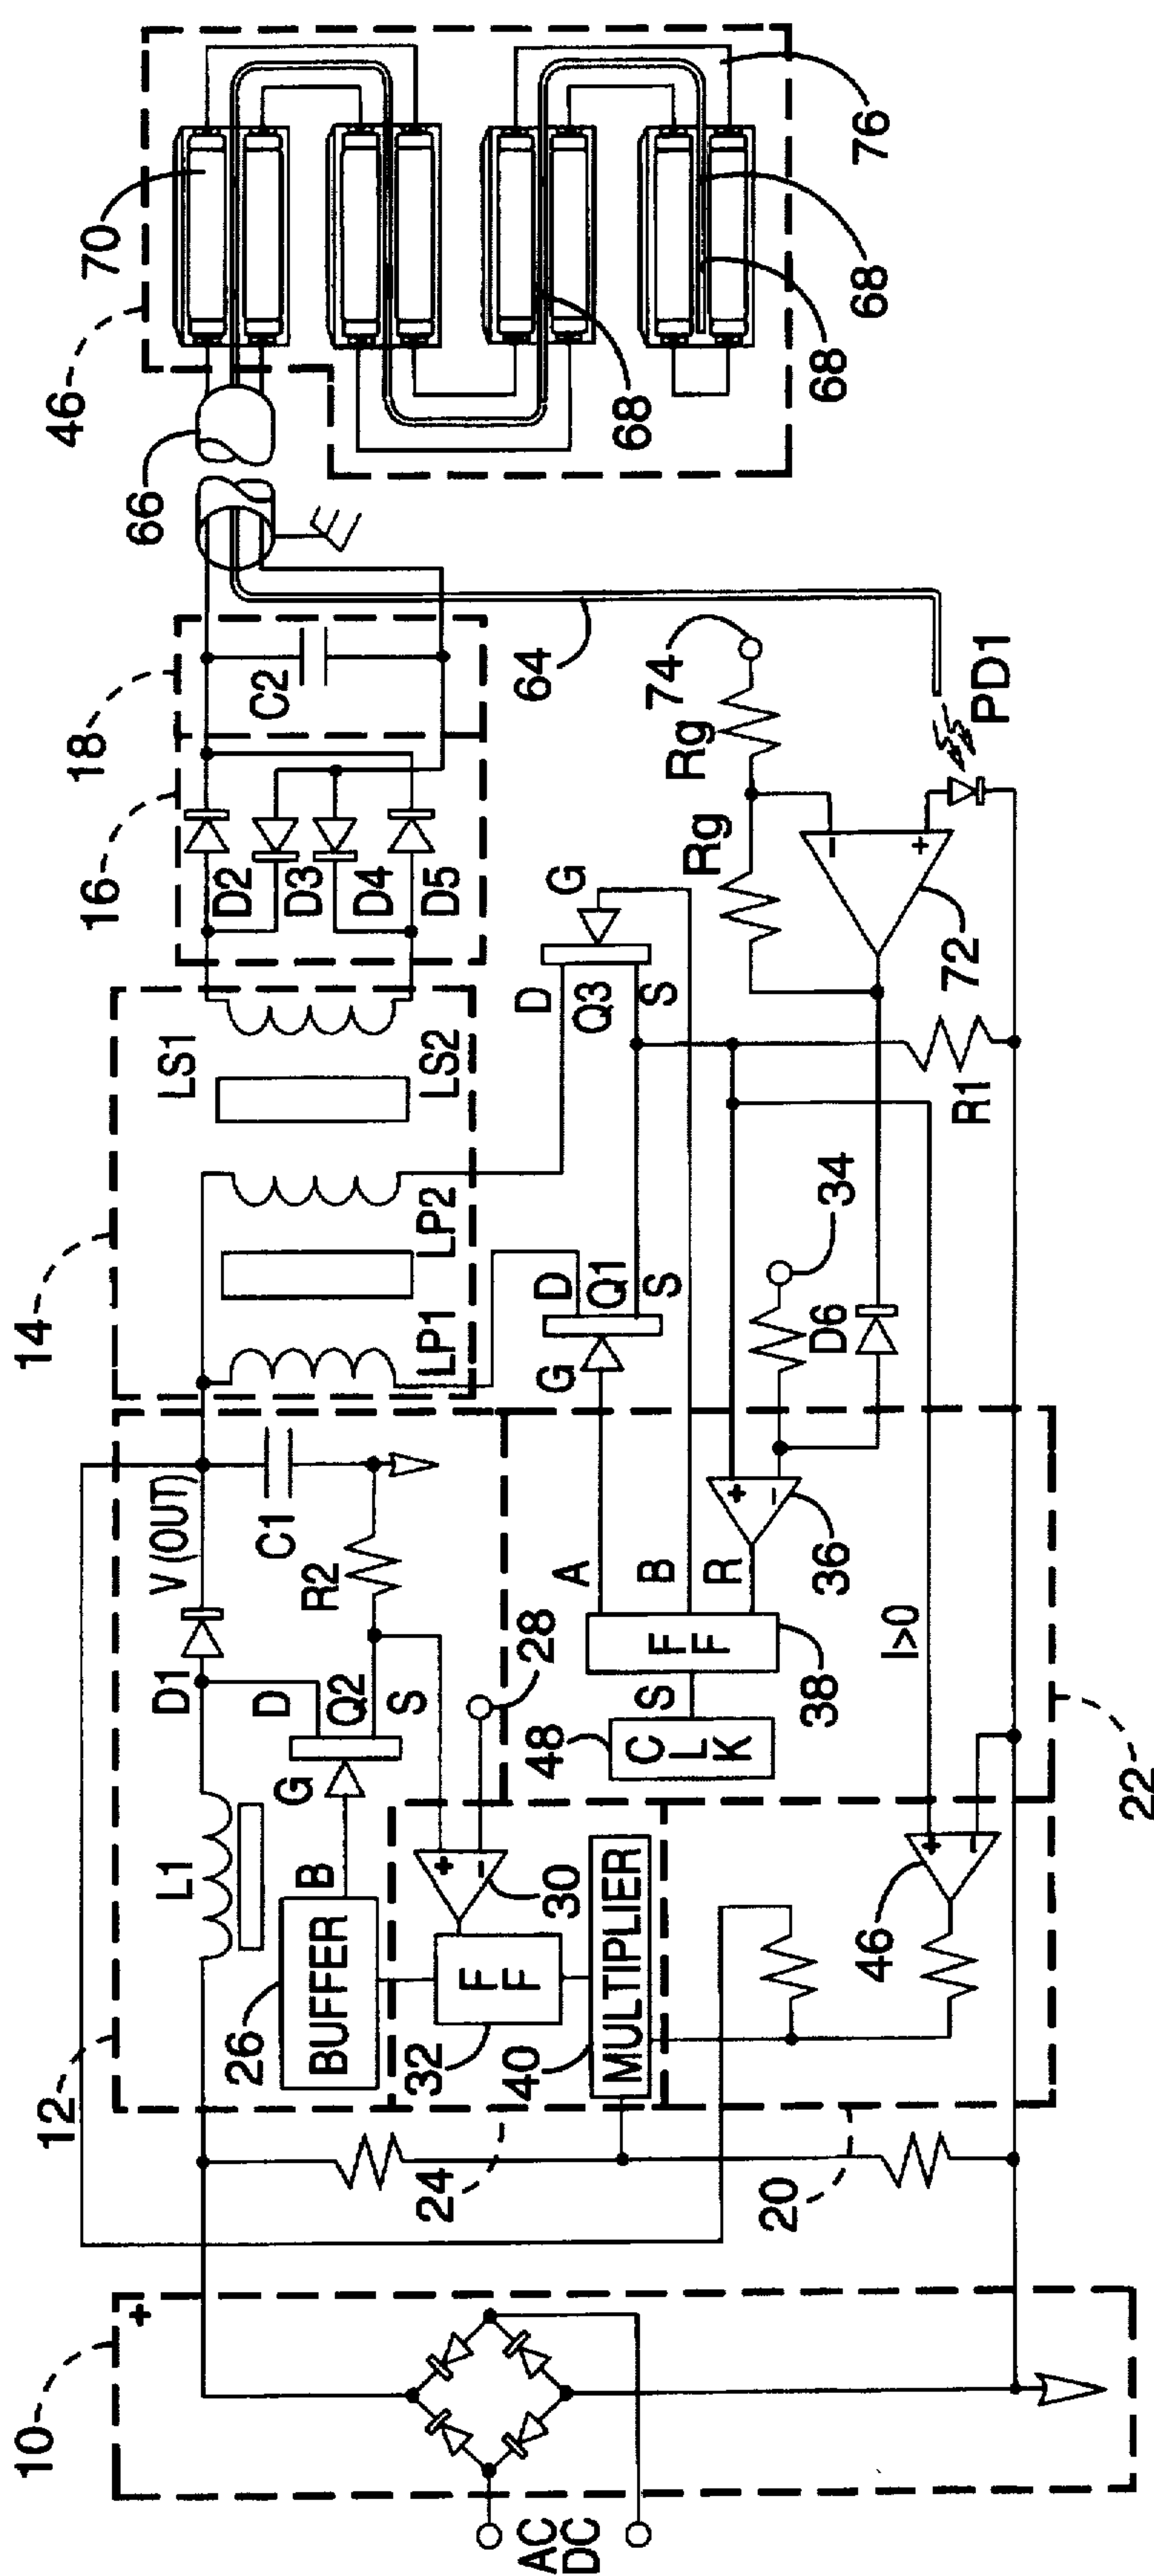 10
+
AC
DC
12
26
BUFFER
B
L1
D1
V (OUT)
G
D
Q2
S
R2
C1
24
32
F F
30
+
-
28
40
MULTIPLIER
20
46
+
-
I>0
22
48
C L K
S
F F
38
A
B
R
36
+
-
34
D6
14
LP1
LP2
LS1
LS2
G
D
Q1
S
D
Q3
S
G
R1
72
-
+
Rg
Rg
74
PD1
16
D2
D3
D4
D5
18
C2
64
66
46
70
68
68
68
76